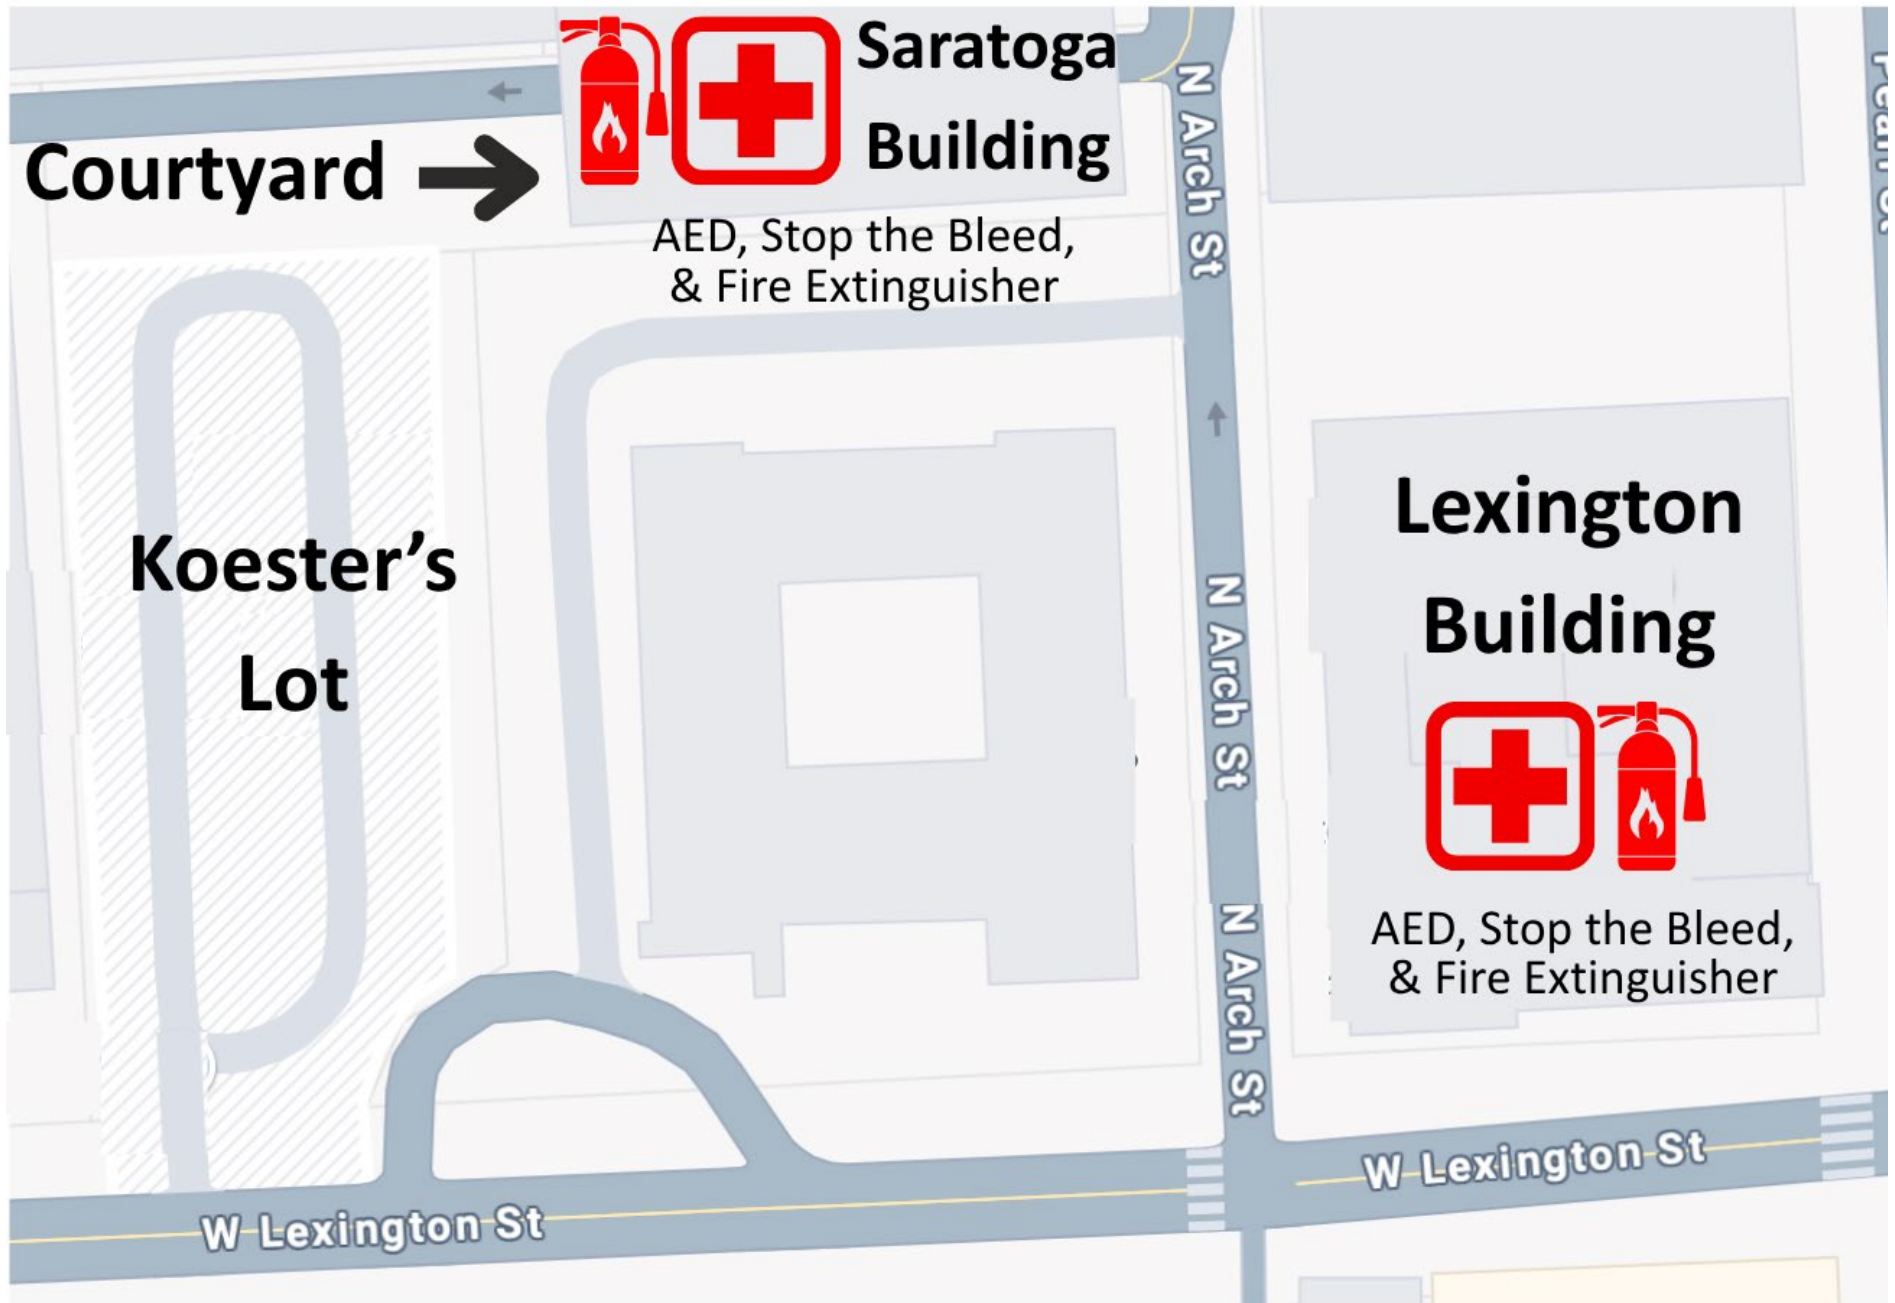 Saratoga
Building
Courtyard
AED, Stop the Bleed,
& Fire Extinguisher
N Arch St
Koester’s
Lot
N Arch St
Lexington
Building
AED, Stop the Bleed,
& Fire Extinguisher
N Arch St
W Lexington St
W Lexington St